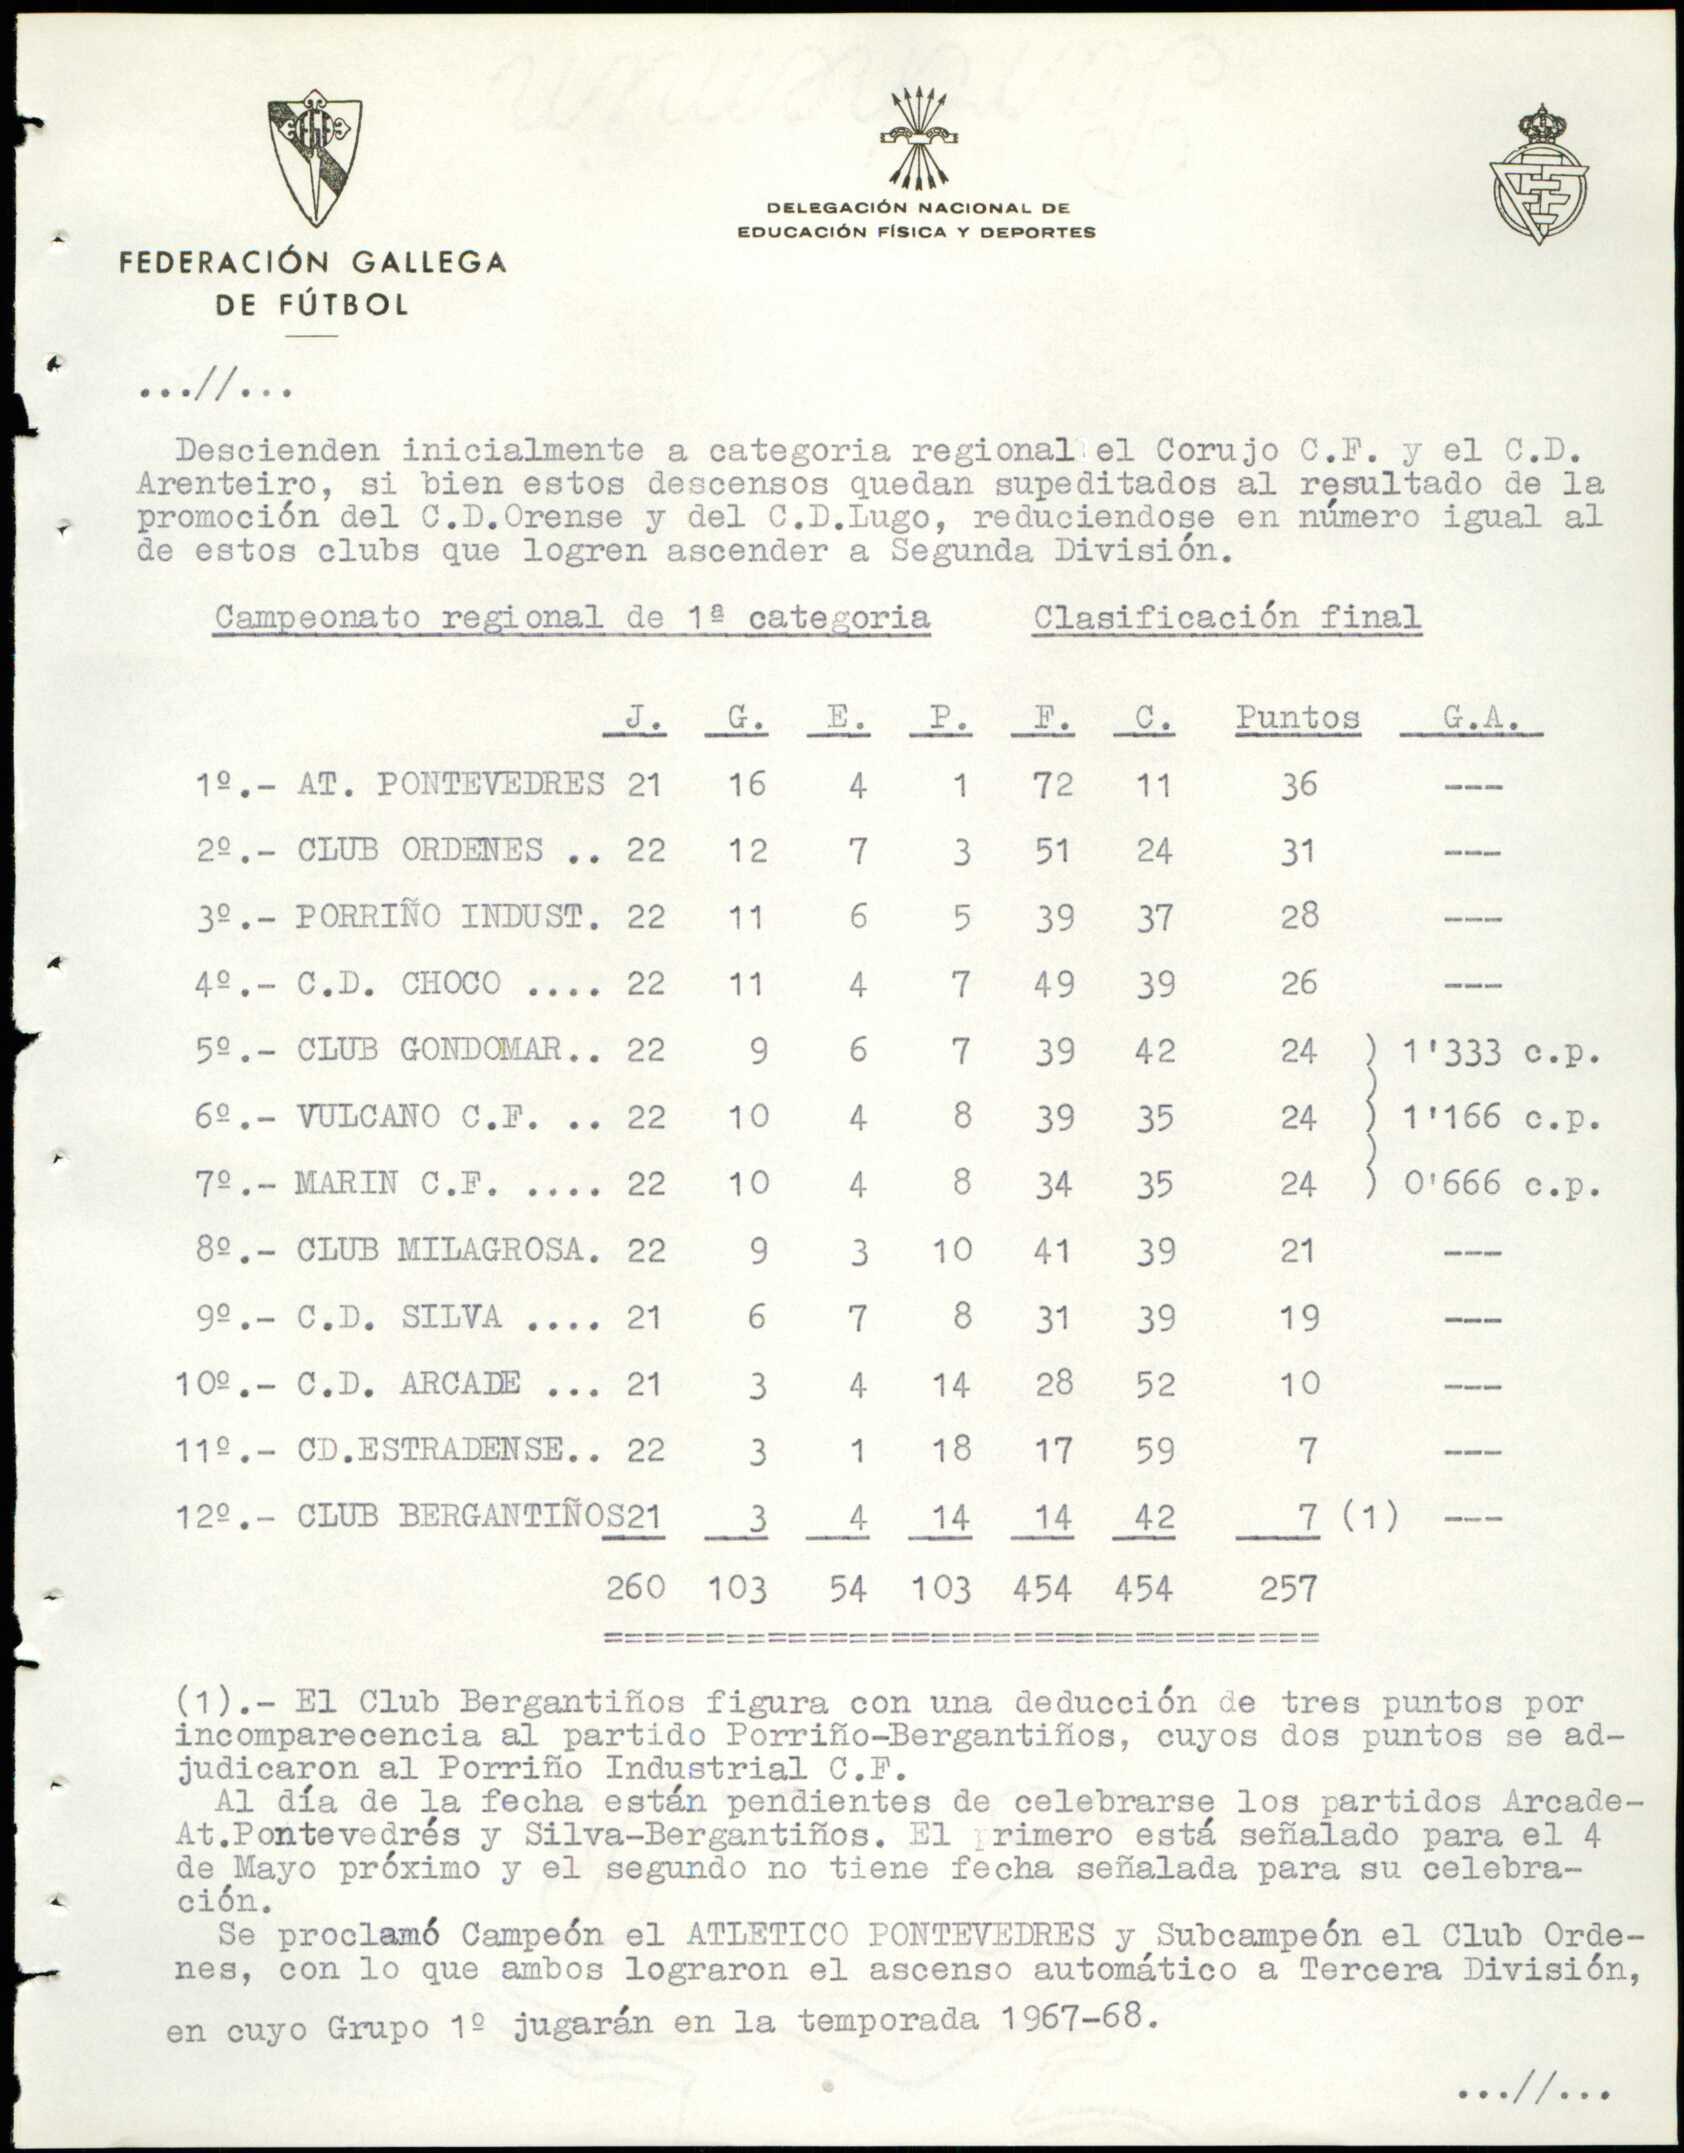 FEDERACIÓN GALLEGA
DE FÚTBOL
DELEGACIÓN NACIONAL DE
EDUCACIÓN FÍSICA Y DEPORTES
...//...
Descienden inicialmente a categoria regional el Corujo C.F. y el C.D.
Arenteiro, si bien estos descensos quedan supeditados al resultado de la
promoción del C.D.Orense y del C.D.Lugo, reduciendose en número igual al
de estos clubs que logren ascender a Segunda División.
Campeonato regional de 1ª categoria Clasificación final
J. G. E. P. F. C. Puntos G.A.
1º.- AT. PONTEVEDRES 21 16 4 1 72 11 36 ---
2º.- CLUB ORDENES .. 22 12 7 3 51 24 31 ---
3º.- PORRIÑO INDUST. 22 11 6 5 39 37 28 ---
4º.- C.D. CHOCO .... 22 11 4 7 49 39 26 ---
5º.- CLUB GONDOMAR.. 22 9 6 7 39 42 24 ) 1'333 c.p.
6º.- VULCANO C.F. .. 22 10 4 8 39 35 24 ) 1'166 c.p.
7º.- MARIN C.F. .... 22 10 4 8 34 35 24 ) 0'666 c.p.
8º.- CLUB MILAGROSA. 22 9 3 10 41 39 21 ---
9º.- C.D. SILVA .... 21 6 7 8 31 39 19 ---
10º.- C.D. ARCADE ... 21 3 4 14 28 52 10 ---
11º.- CD.ESTRADENSE.. 22 3 1 18 17 59 7 ---
12º.- CLUB BERGANTIÑOS21 3 4 14 14 42 7 (1) ---
260 103 54 103 454 454 257
===================================
(1).- El Club Bergantiños figura con una deducción de tres puntos por
incomparecencia al partido Porriño-Bergantiños, cuyos dos puntos se ad-
judicaron al Porriño Industrial C.F.
Al día de la fecha están pendientes de celebrarse los partidos Arcade-
At.Pontevedrés y Silva-Bergantiños. El primero está señalado para el 4
de Mayo próximo y el segundo no tiene fecha señalada para su celebra-
ción.
Se proclamó Campeón el ATLETICO PONTEVEDRES y Subcampeón el Club Orde-
nes, con lo que ambos lograron el ascenso automático a Tercera División,
en cuyo Grupo 1º jugarán en la temporada 1967-68.
...//...